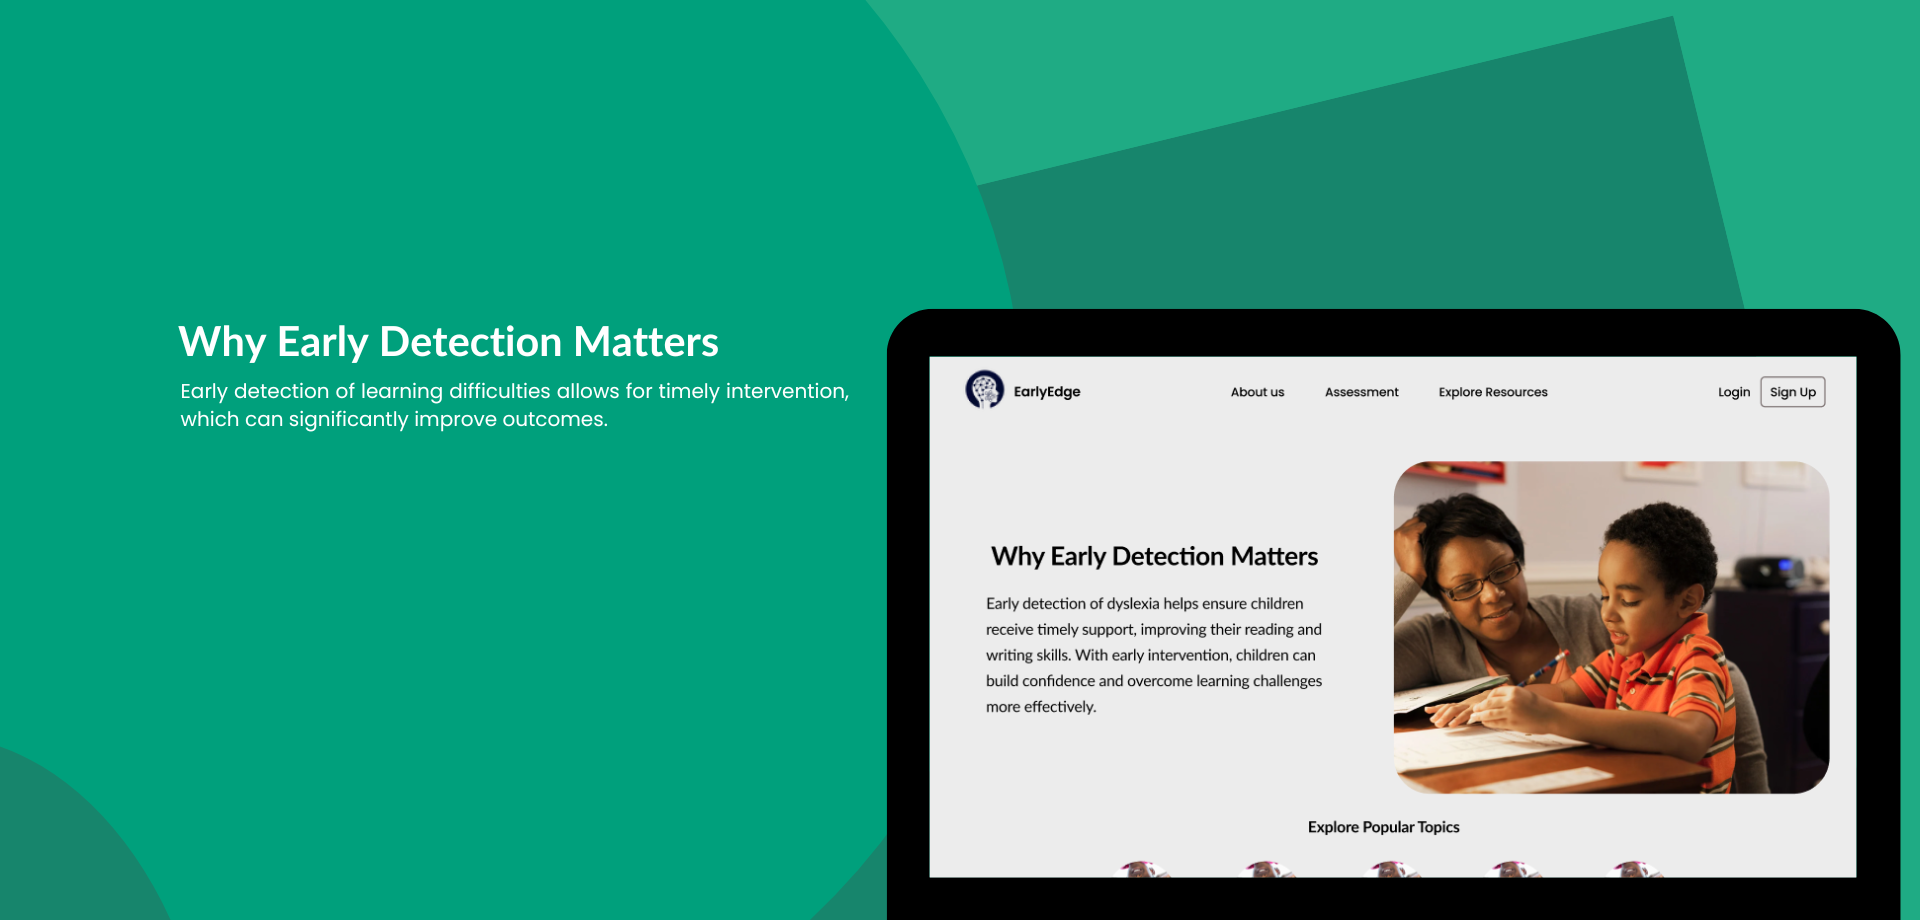 Why Early Detection Matters
Early detection of learning difficulties allows for timely intervention,
which can significantly improve outcomes.
EarlyEdge
About us
Assessment
Explore Resources
Login
Sign Up
Why Early Detection Matters
Early detection of dyslexia helps ensure children
receive timely support, improving their reading and
writing skills. With early intervention, children can
build confidence and overcome learning challenges
more effectively.
Explore Popular Topics